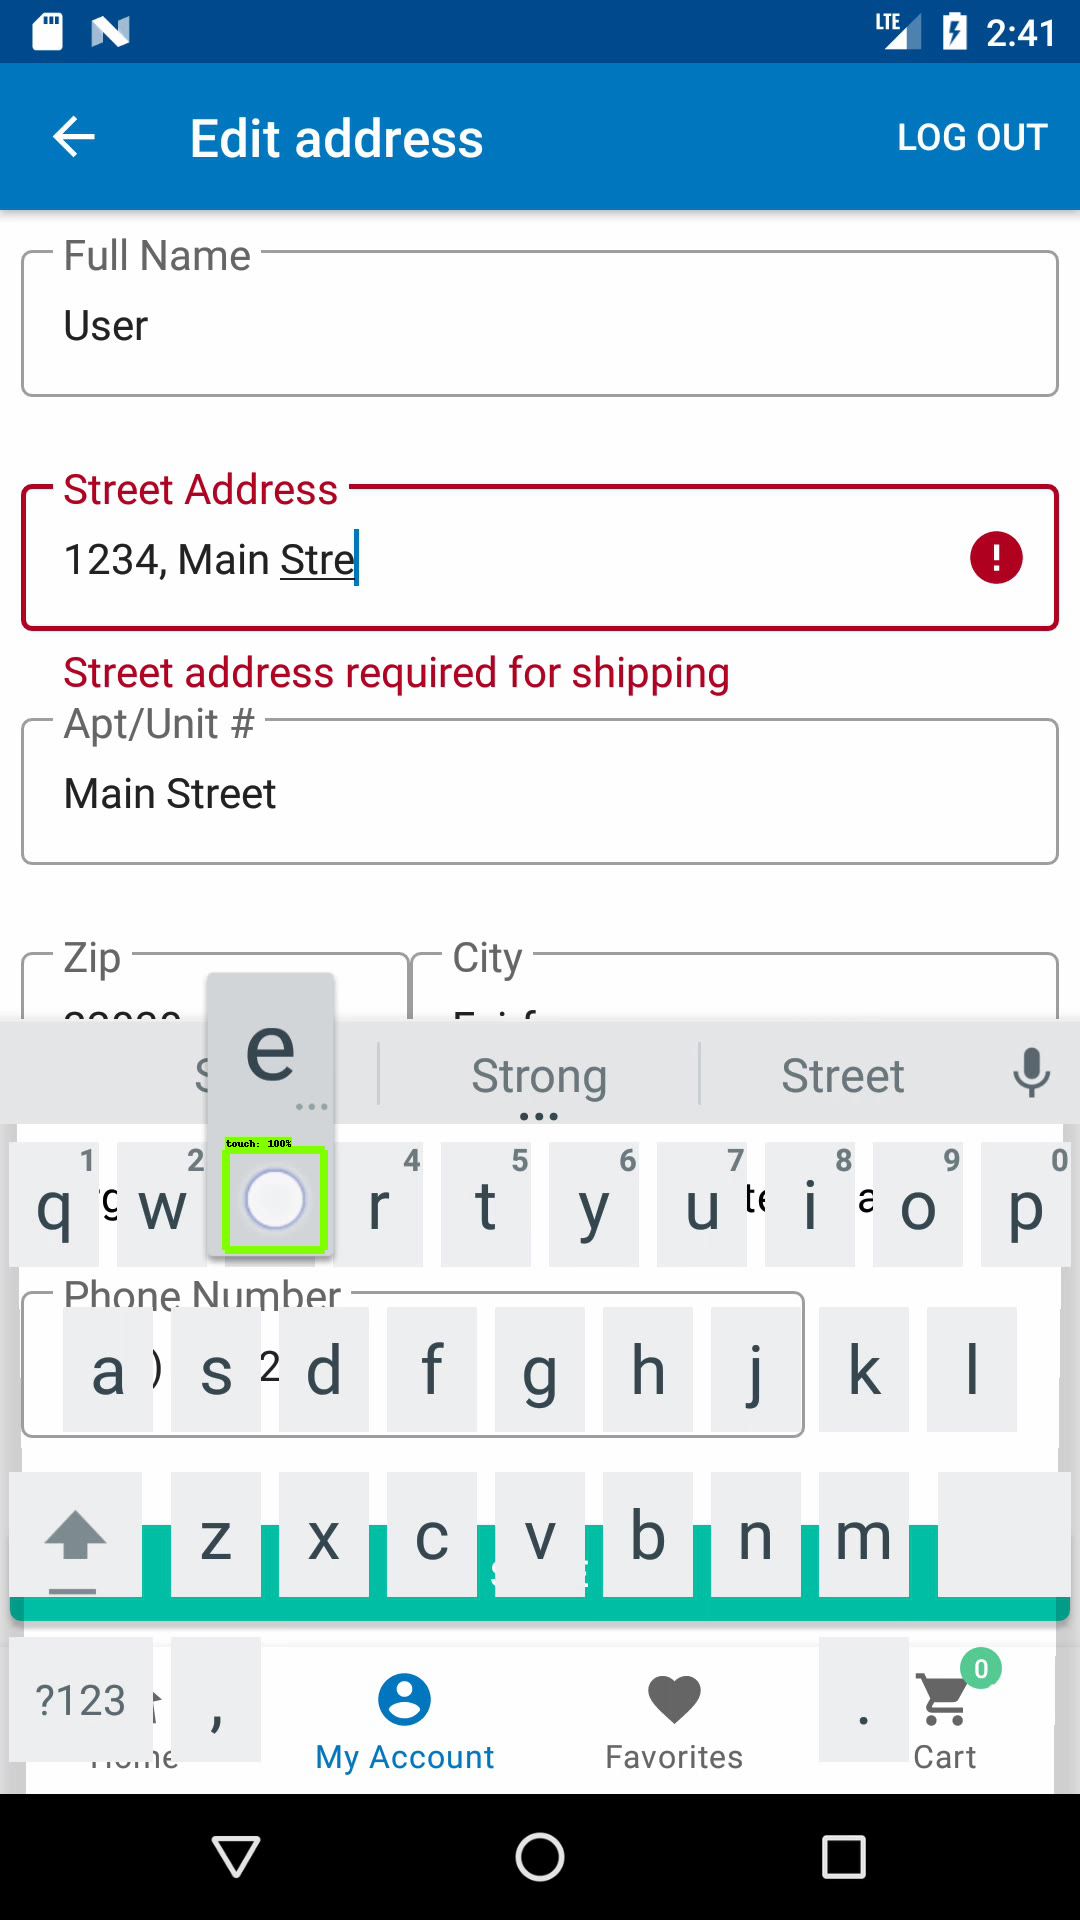 LTE 2:41
Edit address LOG OUT
Full Name
User
Street Address
1234, Main Stre
!
Street address required for shipping
Apt/Unit #
Main Street
Zip City
e
Strong Street
touch: 100%
1 2 4 5 6 7 8 9 0
q w r t y u i o p
Phone Number
a s d f g h j k l
z x c v b n m
?123 , .
0
Home My Account Favorites Cart